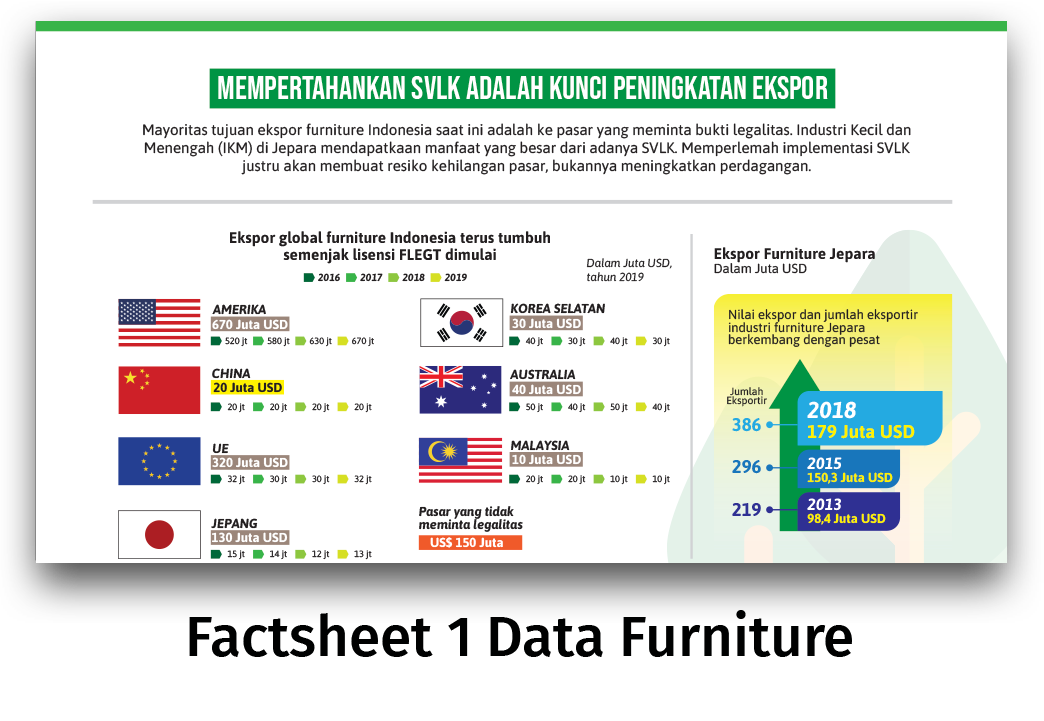 MEMPERTAHANKAN SVLK ADALAH KUNCI PENINGKATAN EKSPOR
Mayoritas tujuan ekspor furniture Indonesia saat ini adalah ke pasar yang meminta bukti legalitas. Industri Kecil dan
Menengah (IKM) di Jepara mendapatkaan manfaat yang besar dari adanya SVLK. Memperlemah implementasi SVLK
justru akan membuat resiko kehilangan pasar, bukannya meningkatkan perdagangan.
Ekspor global furniture Indonesia terus tumbuh
semenjak lisensi FLEGT dimulai
Dalam Juta USD,
tahun 2019
2016 2017 2018 2019
AMERIKA
670 Juta USD
520 jt 580 jt 630 jt 670 jt
CHINA
20 Juta USD
20 jt 20 jt 20 jt 20 jt
UE
320 Juta USD
32 jt 30 jt 30 jt 32 jt
JEPANG
130 Juta USD
15 jt 14 jt 12 jt 13 jt
KOREA SELATAN
30 Juta USD
40 jt 30 jt 40 jt 30 jt
AUSTRALIA
40 Juta USD
50 jt 40 jt 50 jt 40 jt
MALAYSIA
10 Juta USD
20 jt 20 jt 10 jt 10 jt
Pasar yang tidak
meminta legalitas
US$ 150 Juta
Ekspor Furniture Jepara
Dalam Juta USD
Nilai ekspor dan jumlah eksportir
industri furniture Jepara
berkembang dengan pesat
Jumlah
Eksportir
386
2018
179 Juta USD
296
2015
150,3 Juta USD
219
2013
98,4 Juta USD
Factsheet 1 Data Furniture